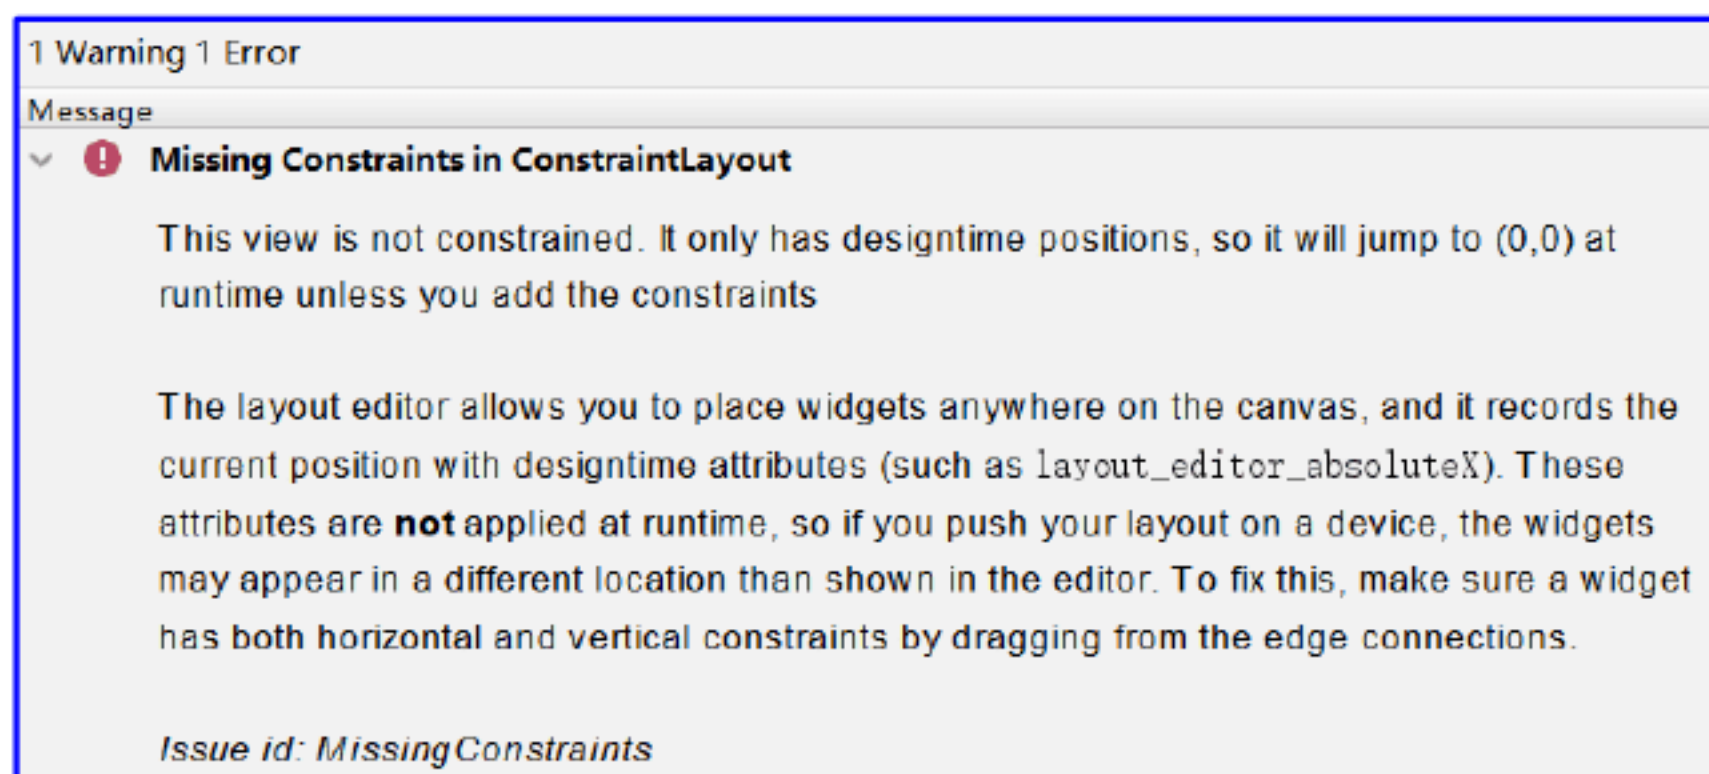 1 Warning 1 Error
Message
Missing Constraints in ConstraintLayout
This view is not constrained. It only has designtime positions, so it will jump to (0,0) at
runtime unless you add the constraints
The layout editor allows you to place widgets anywhere on the canvas, and it records the
current position with designtime attributes (such as layout_editor_absoluteX). These
attributes are not applied at runtime, so if you push your layout on a device, the widgets
may appear in a different location than shown in the editor. To fix this, make sure a widget
has both horizontal and vertical constraints by dragging from the edge connections.
Issue id: MissingConstraints